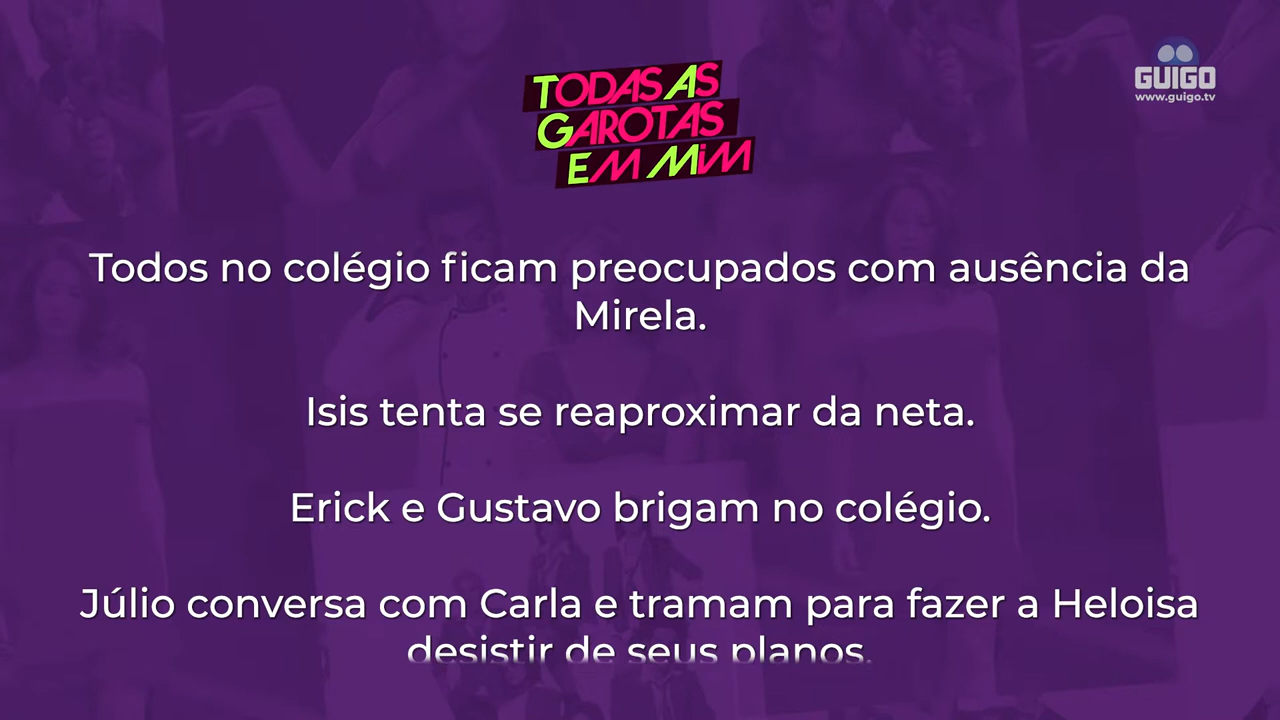 TODAS AS
GAROTAS
EM MiM
GUIGO
www.guigo.tv
Todos no colégio ficam preocupados com ausência da
Mirela.
Isis tenta se reaproximar da neta.
Erick e Gustavo brigam no colégio.
Júlio conversa com Carla e tramam para fazer a Heloisa
desistir de seus planos.